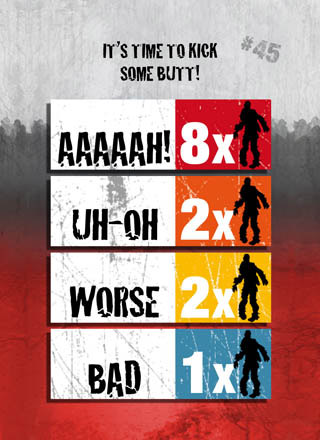 IT'S TIME TO KICK
SOME BUTT!
#45
AAAAAH! 8x
UH-OH 2x
WORSE 2x
BAD 1x